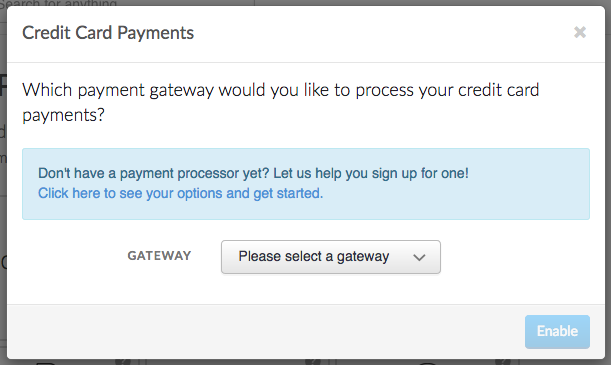 Search for anything
Credit Card Payments
Which payment gateway would you like to process your credit card
payments?
Don't have a payment processor yet? Let us help you sign up for one!
Click here to see your options and get started.
GATEWAY
Please select a gateway
Enable